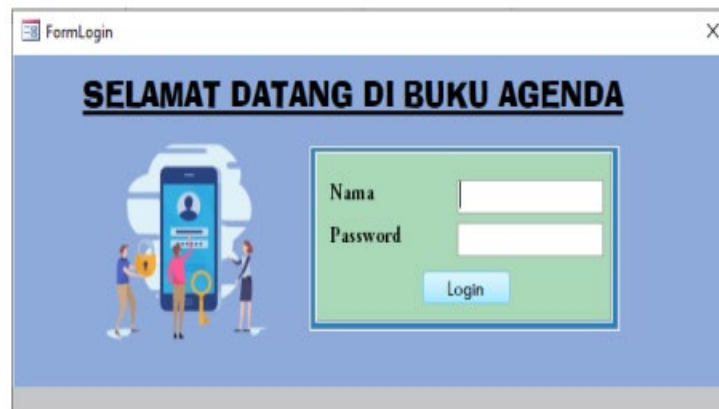 FormLogin
X
SELAMAT DATANG DI BUKU AGENDA
Nama
Password
Login